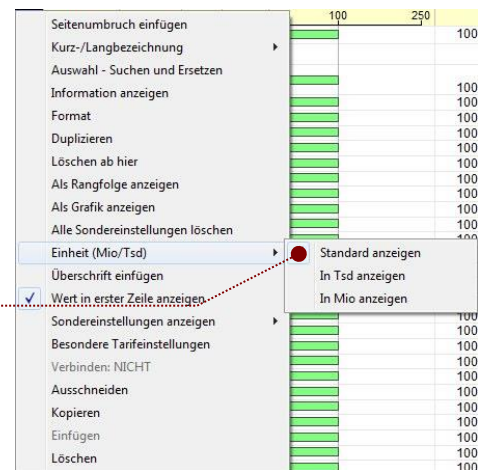 100 250
Seitenumbruch einfügen
100
Kurz-/Langbezeichnung
Auswahl - Suchen und Ersetzen
Information anzeigen
100
100
Format
100
Duplizieren
100
100
Löschen ab hier
100
Als Rangfolge anzeigen
100
100
Als Grafik anzeigen
100
Alle Sondereinstellungen löschen
100
Einheit (Mio/Tsd)
Standard anzeigen
Überschrift einfügen
In Tsd anzeigen
Wert in erster Zeile anzeigen
In Mio anzeigen
Sondereinstellungen anzeigen
100
100
Besondere Tarifeinstellungen
100
Verbinden: NICHT
100
Ausschneiden
100
100
Kopieren
100
Einfügen
100
100
Löschen
100